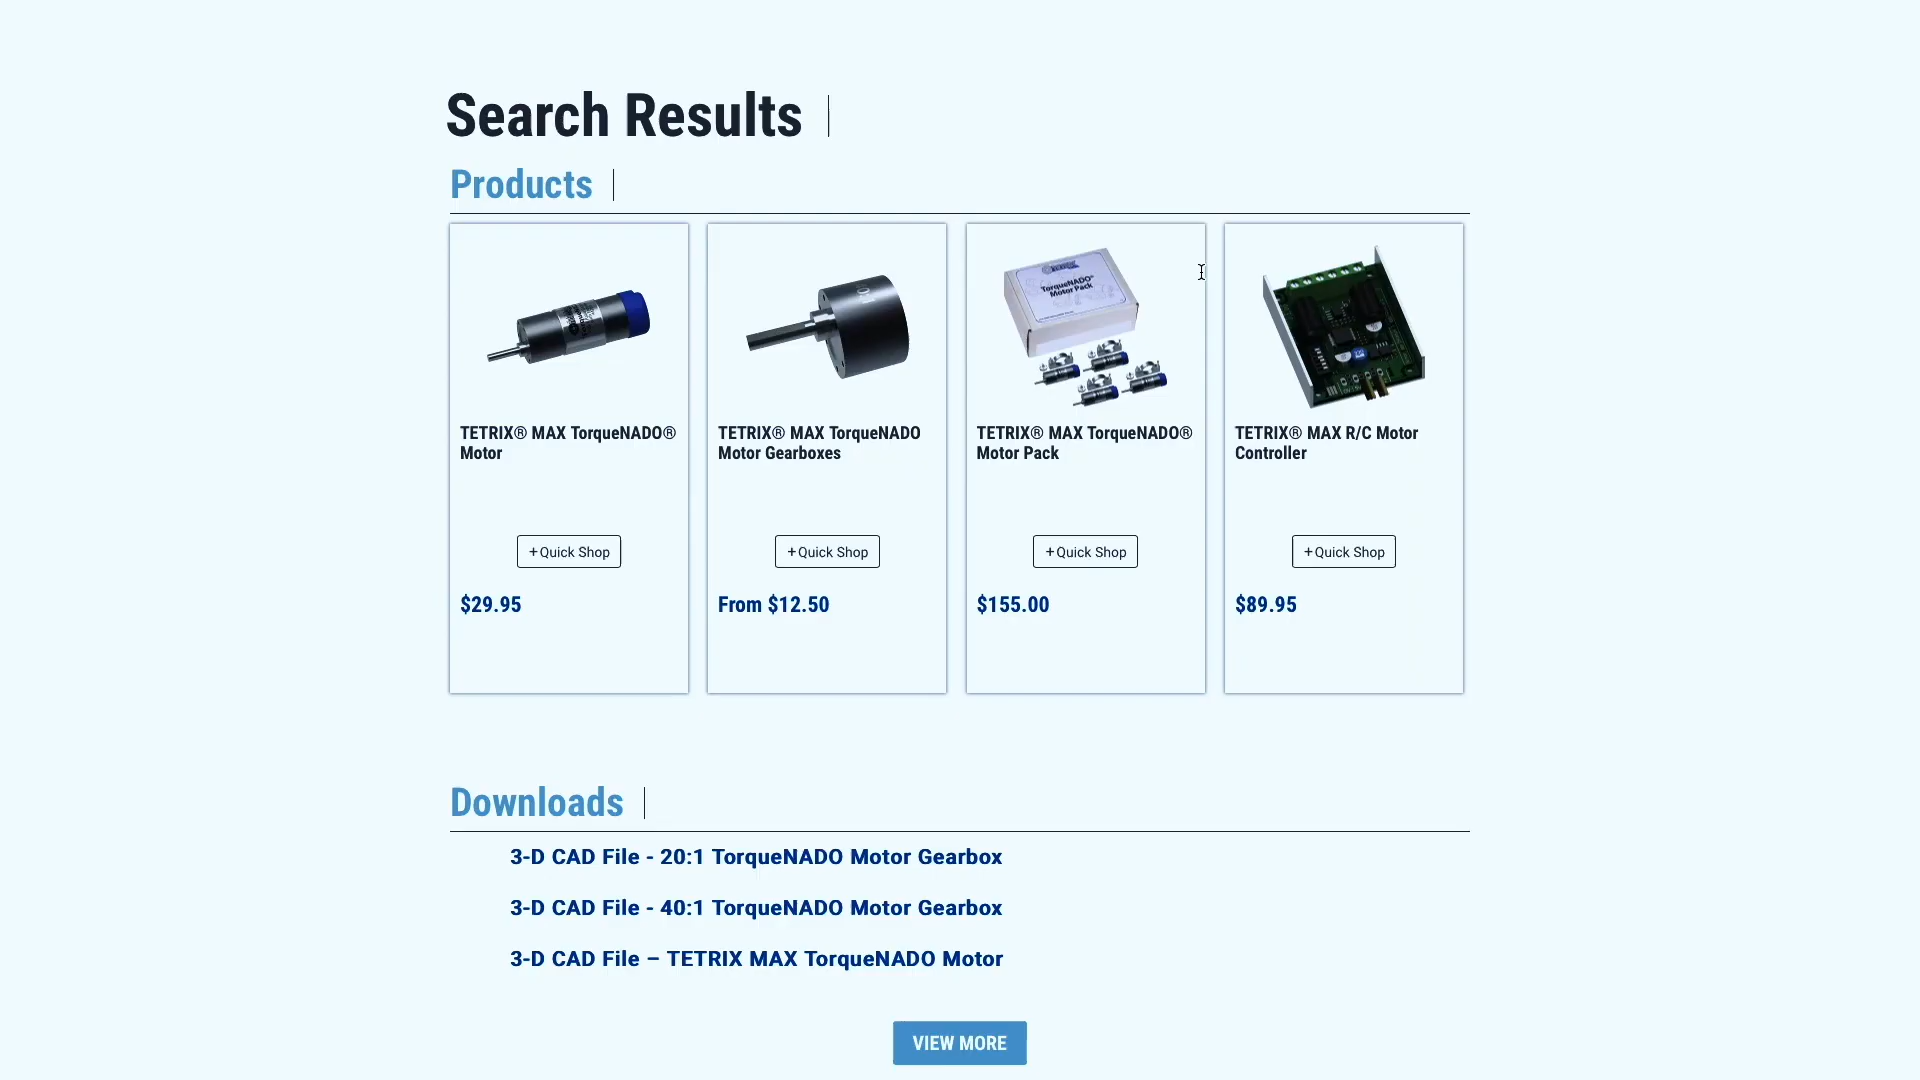 Search Results
Products
TorqueNADO®
Motor Pack
TETRIX® MAX TorqueNADO®
Motor
TETRIX® MAX TorqueNADO
Motor Gearboxes
TETRIX® MAX TorqueNADO®
Motor Pack
TETRIX® MAX R/C Motor
Controller
+Quick Shop
+Quick Shop
+Quick Shop
+Quick Shop
$29.95
From $12.50
$155.00
$89.95
Downloads
3-D CAD File - 20:1 TorqueNADO Motor Gearbox
3-D CAD File - 40:1 TorqueNADO Motor Gearbox
3-D CAD File – TETRIX MAX TorqueNADO Motor
VIEW MORE